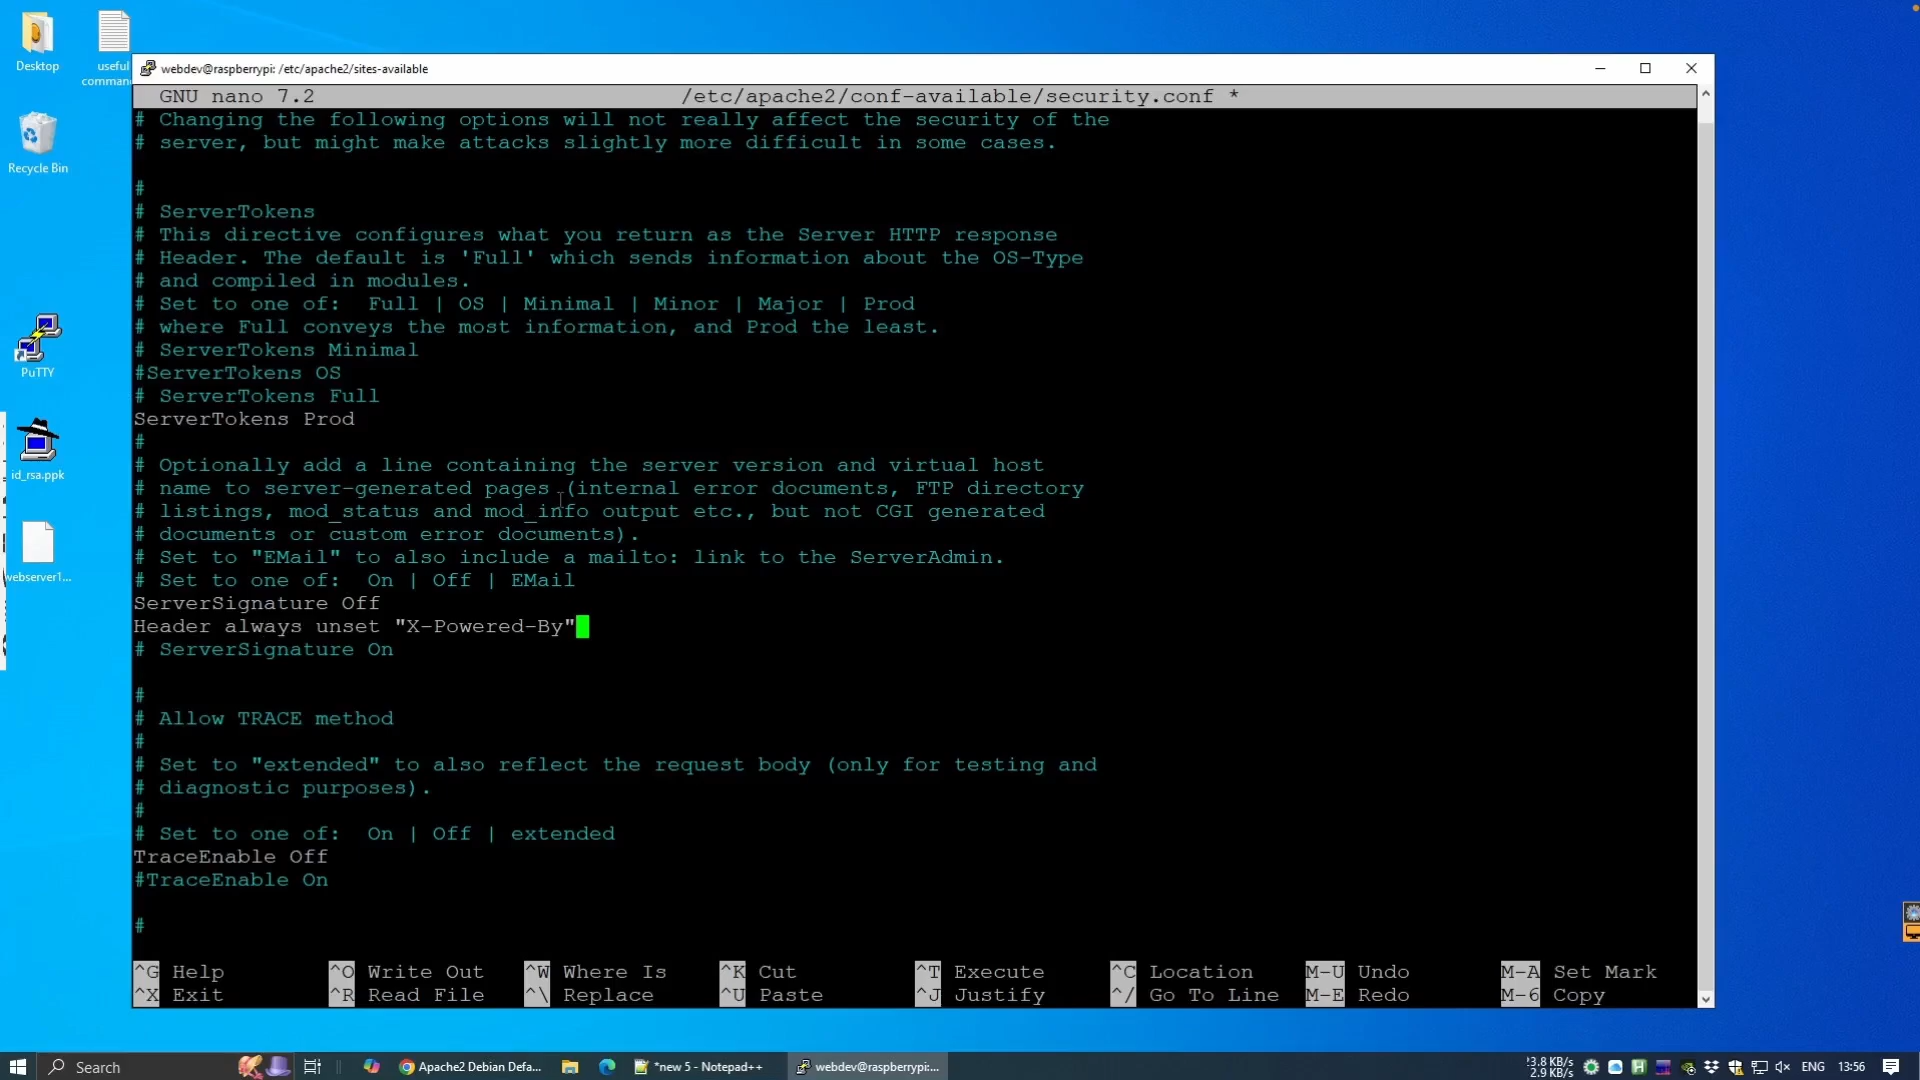 Desktop
useful
comman
Recycle Bin
PuTTY
id_rsa.ppk
webserver1...
webdev@raspberrypi: /etc/apache2/sites-available
GNU nano 7.2 /etc/apache2/conf-available/security.conf *
# Changing the following options will not really affect the security of the
# server, but might make attacks slightly more difficult in some cases.
#
# ServerTokens
# This directive configures what you return as the Server HTTP response
# Header. The default is 'Full' which sends information about the OS-Type
# and compiled in modules.
# Set to one of:  Full | OS | Minimal | Minor | Major | Prod
# where Full conveys the most information, and Prod the least.
# ServerTokens Minimal
#ServerTokens OS
# ServerTokens Full
ServerTokens Prod
#
# Optionally add a line containing the server version and virtual host
# name to server-generated pages (internal error documents, FTP directory
# listings, mod_status and mod_info output etc., but not CGI generated
# documents or custom error documents).
# Set to "EMail" to also include a mailto: link to the ServerAdmin.
# Set to one of:  On | Off | EMail
ServerSignature Off
Header always unset "X-Powered-By"
# ServerSignature On
#
# Allow TRACE method
#
# Set to "extended" to also reflect the request body (only for testing and
# diagnostic purposes).
#
# Set to one of:  On | Off | extended
TraceEnable Off
#TraceEnable On
#
^G Help ^O Write Out ^W Where Is ^K Cut ^T Execute ^C Location M-U Undo M-A Set Mark
^X Exit ^R Read File ^\ Replace ^U Paste ^J Justify ^/ Go To Line M-E Redo M-6 Copy
Search
Apache2 Debian Defa...
*new 5 - Notepad++
webdev@raspberrypi:...
3.8 KB/s
2.9 KB/s
ENG
13:56